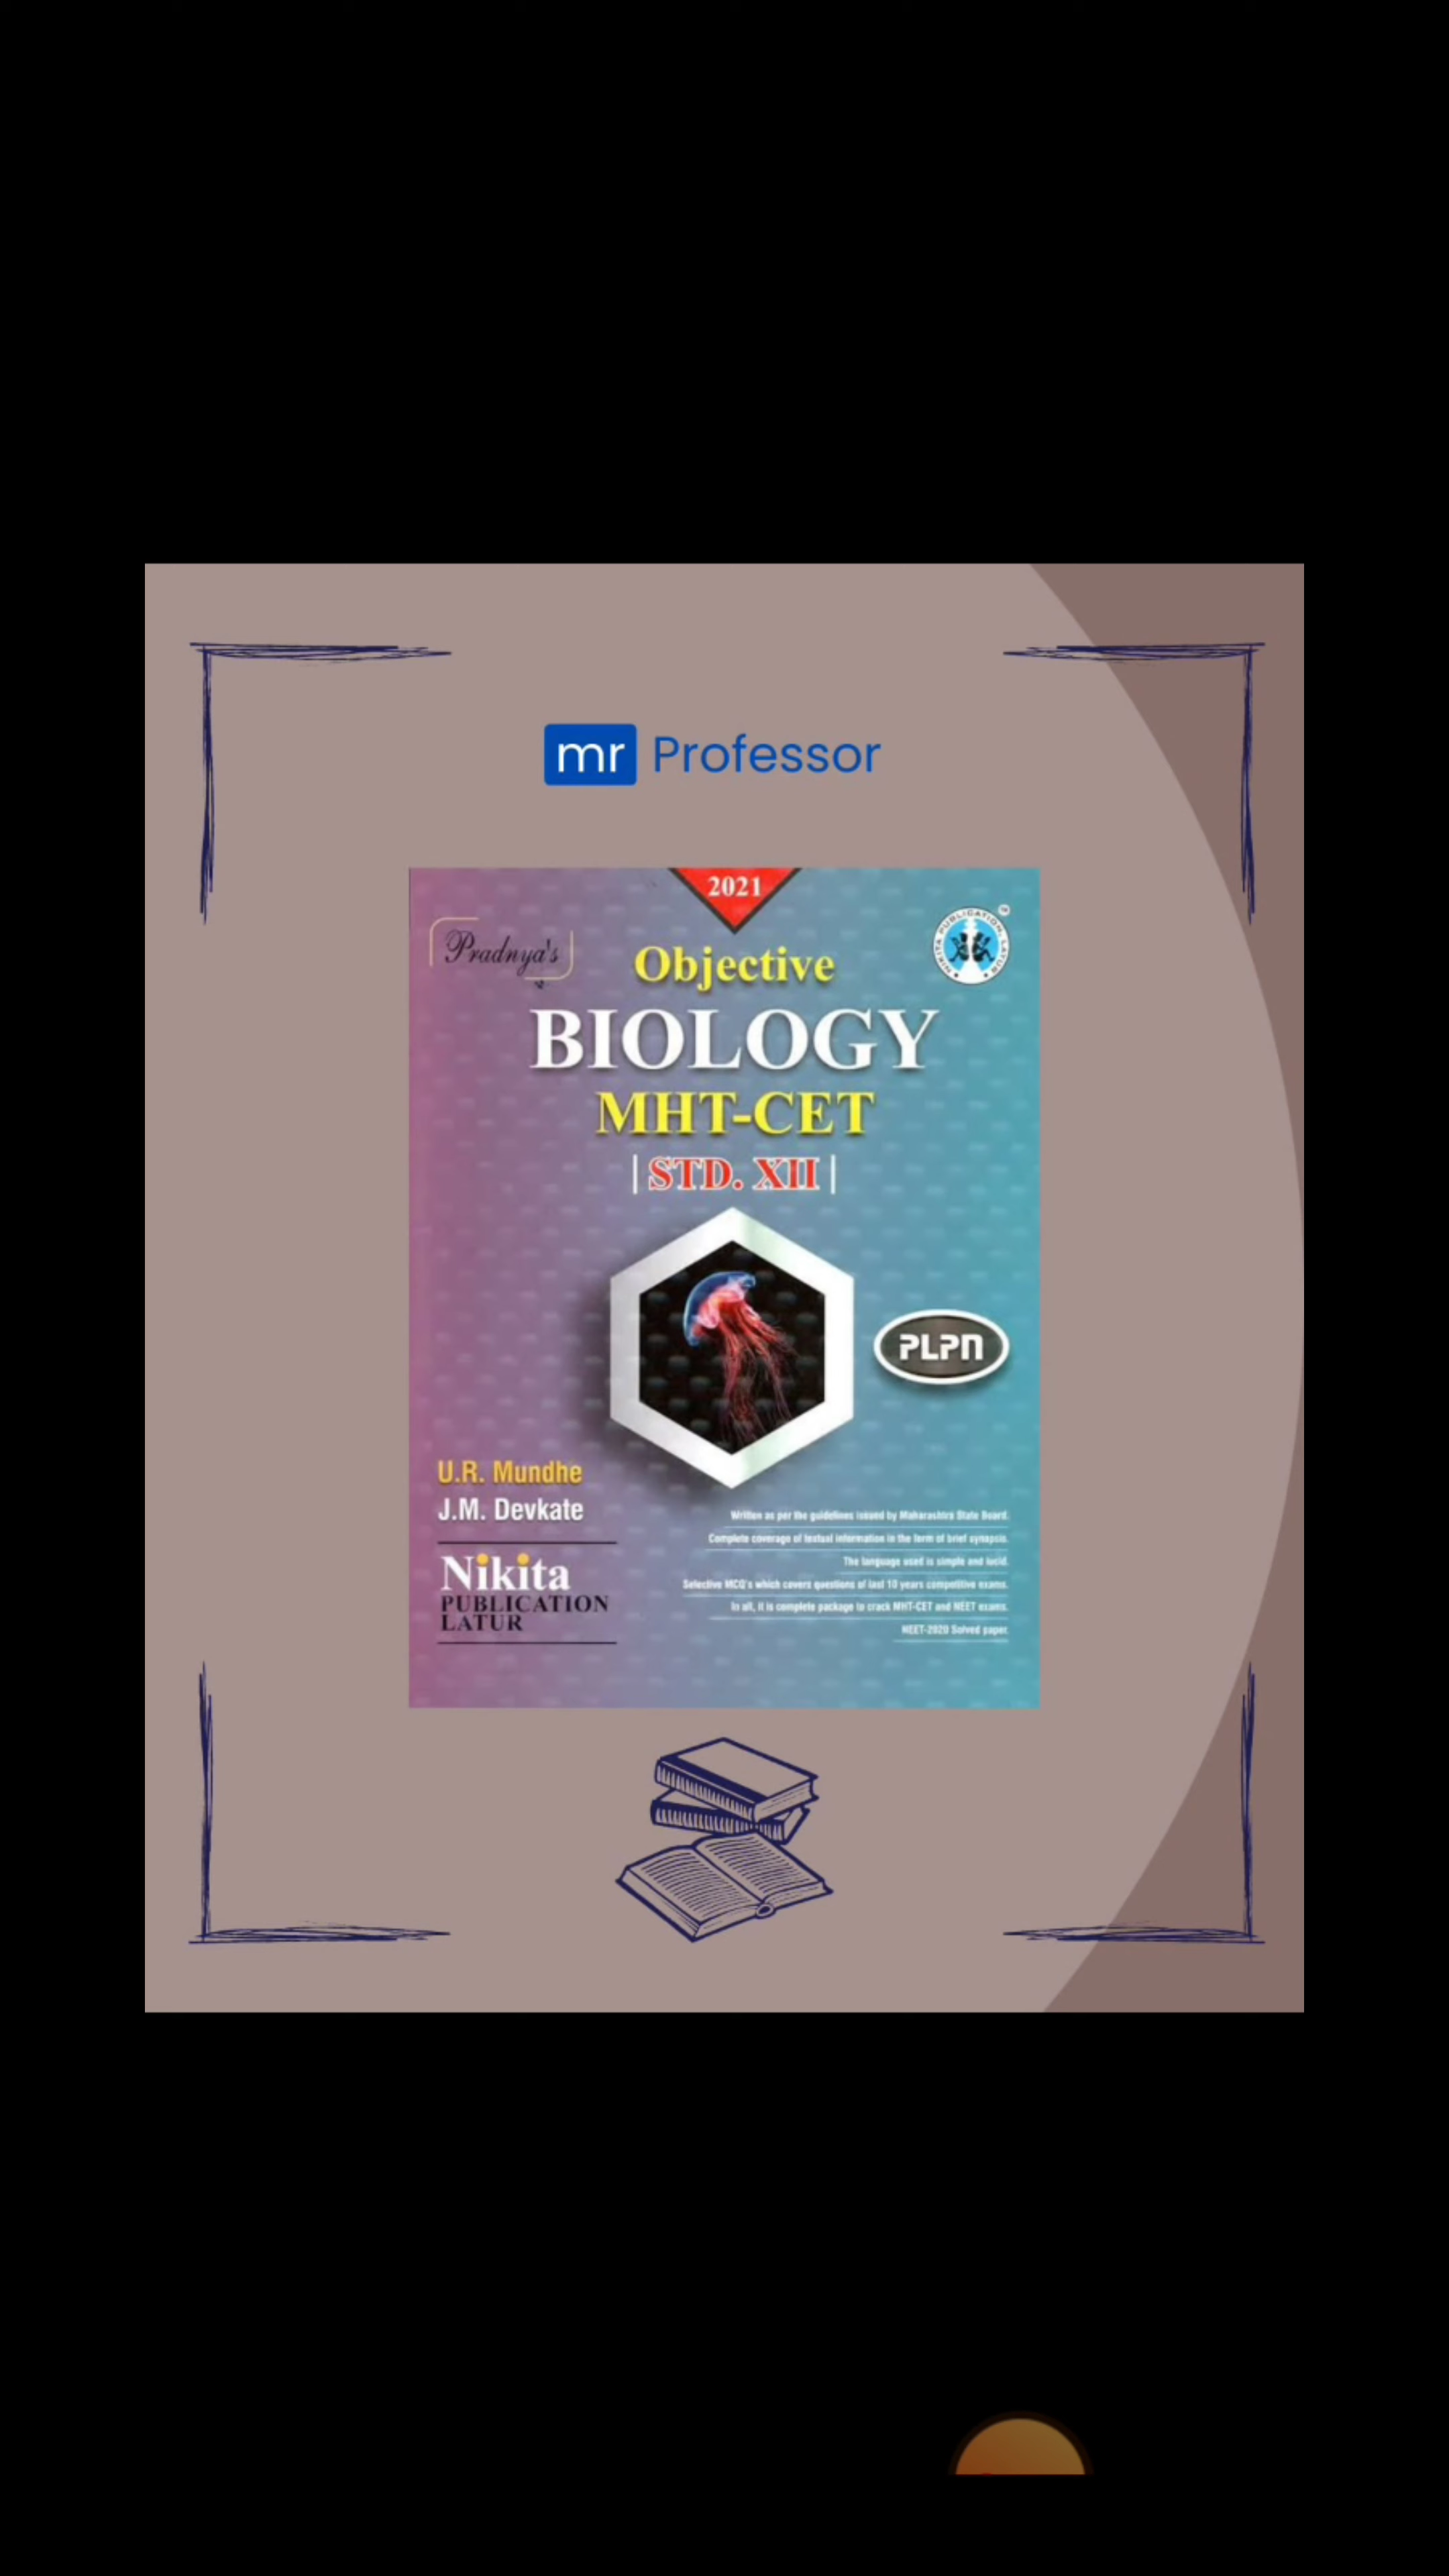 mr Professor
2021
Pradnya's
NIKITA PUBLICATION, LATUR
Objective
BIOLOGY
MHT-CET
| STD. XII |
PLPN
U.R. Mundhe
J.M. Devkate
Nikita
PUBLICATION
LATUR
Written as per the guidelines issued by Maharashtra State Board.
Complete coverage of textual information in the form of brief synopsis.
The language used is simple and lucid.
Selective MCQ's which covers questions of last 10 years competitive exams.
In all, it is complete package to crack MHT-CET and NEET exams.
NEET-2020 Solved paper.